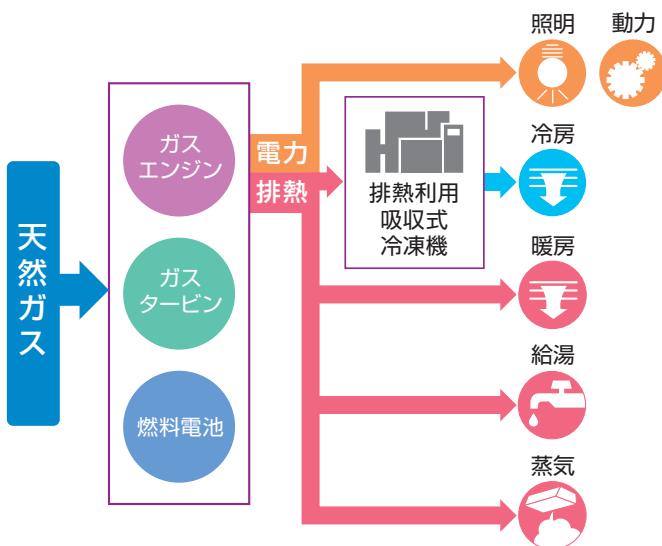 天然ガス
ガス
エンジン
ガス
タービン
燃料電池
電力
排熱
排熱利用
吸収式
冷凍機
照明
動力
冷房
暖房
給湯
蒸気